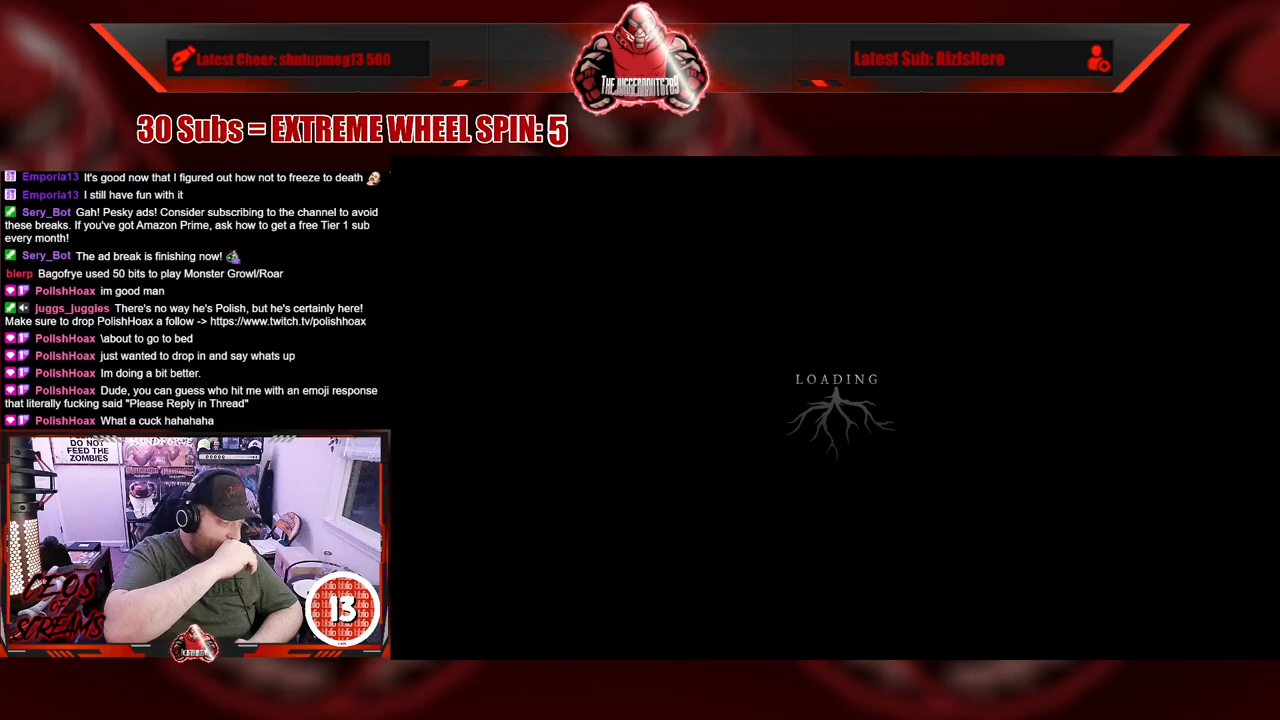 Latest Cheer: shutupmeg13 500
THEJUGGERNAUT6789
Latest Sub: RizIsHere
30 Subs = EXTREME WHEEL SPIN: 5
Emporia13 It's good now that I figured out how not to freeze to death
Emporia13 I still have fun with it
Sery_Bot Gah! Pesky ads! Consider subscribing to the channel to avoid
these breaks. If you've got Amazon Prime, ask how to get a free Tier 1 sub
every month!
Sery_Bot The ad break is finishing now!
blerp Bagofrye used 50 bits to play Monster Growl/Roar
PolishHoax im good man
juggs_juggles There's no way he's Polish, but he's certainly here!
Make sure to drop PolishHoax a follow -> https://www.twitch.tv/polishhoax
PolishHoax \about to go to bed
PolishHoax just wanted to drop in and say whats up
PolishHoax Im doing a bit better.
PolishHoax Dude, you can guess who hit me with an emoji response
that literally fucking said "Please Reply in Thread"
PolishHoax What a cuck hahahaha
LOADING
DO NOT
FEED THE
ZOMBIES
CEOS
OF
SCREAMS
13